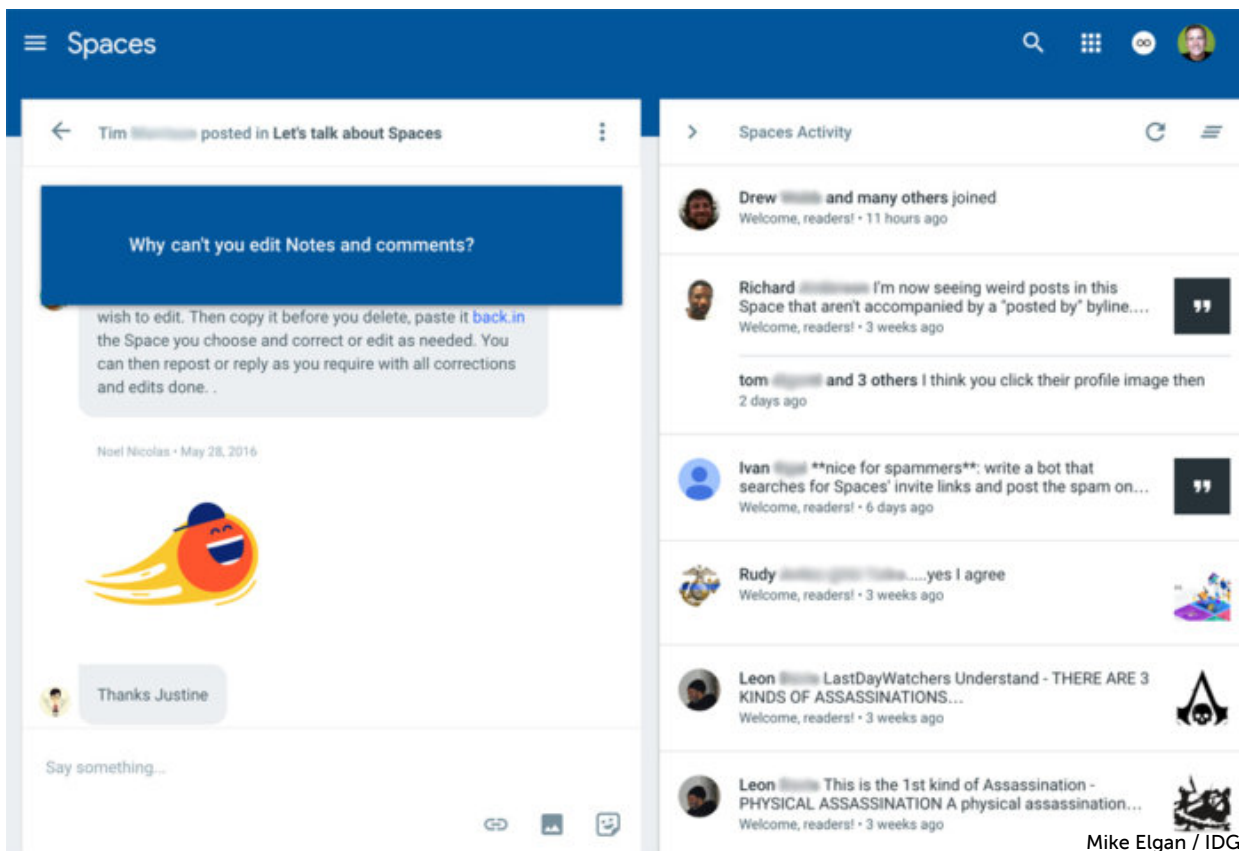 Spaces
Tim posted in Let's talk about Spaces
Why can't you edit Notes and comments?
wish to edit. Then copy it before you delete, paste it back.in
the Space you choose and correct or edit as needed. You
can then repost or reply as you require with all corrections
and edits done. .
Noel Nicolas • May 28, 2016
Thanks Justine
Say something...
Spaces Activity
Drew and many others joined
Welcome, readers! • 11 hours ago
Richard I'm now seeing weird posts in this
Space that aren't accompanied by a "posted by" byline....
Welcome, readers! • 3 weeks ago
tom and 3 others I think you click their profile image then
2 days ago
Ivan **nice for spammers**: write a bot that
searches for Spaces' invite links and post the spam on...
Welcome, readers! • 6 days ago
Rudy .....yes I agree
Welcome, readers! • 3 weeks ago
Leon LastDayWatchers Understand - THERE ARE 3
KINDS OF ASSASSINATIONS...
Welcome, readers! • 3 weeks ago
Leon This is the 1st kind of Assassination -
PHYSICAL ASSASSINATION A physical assassination...
Welcome, readers! • 3 weeks ago
Mike Elgan / IDG